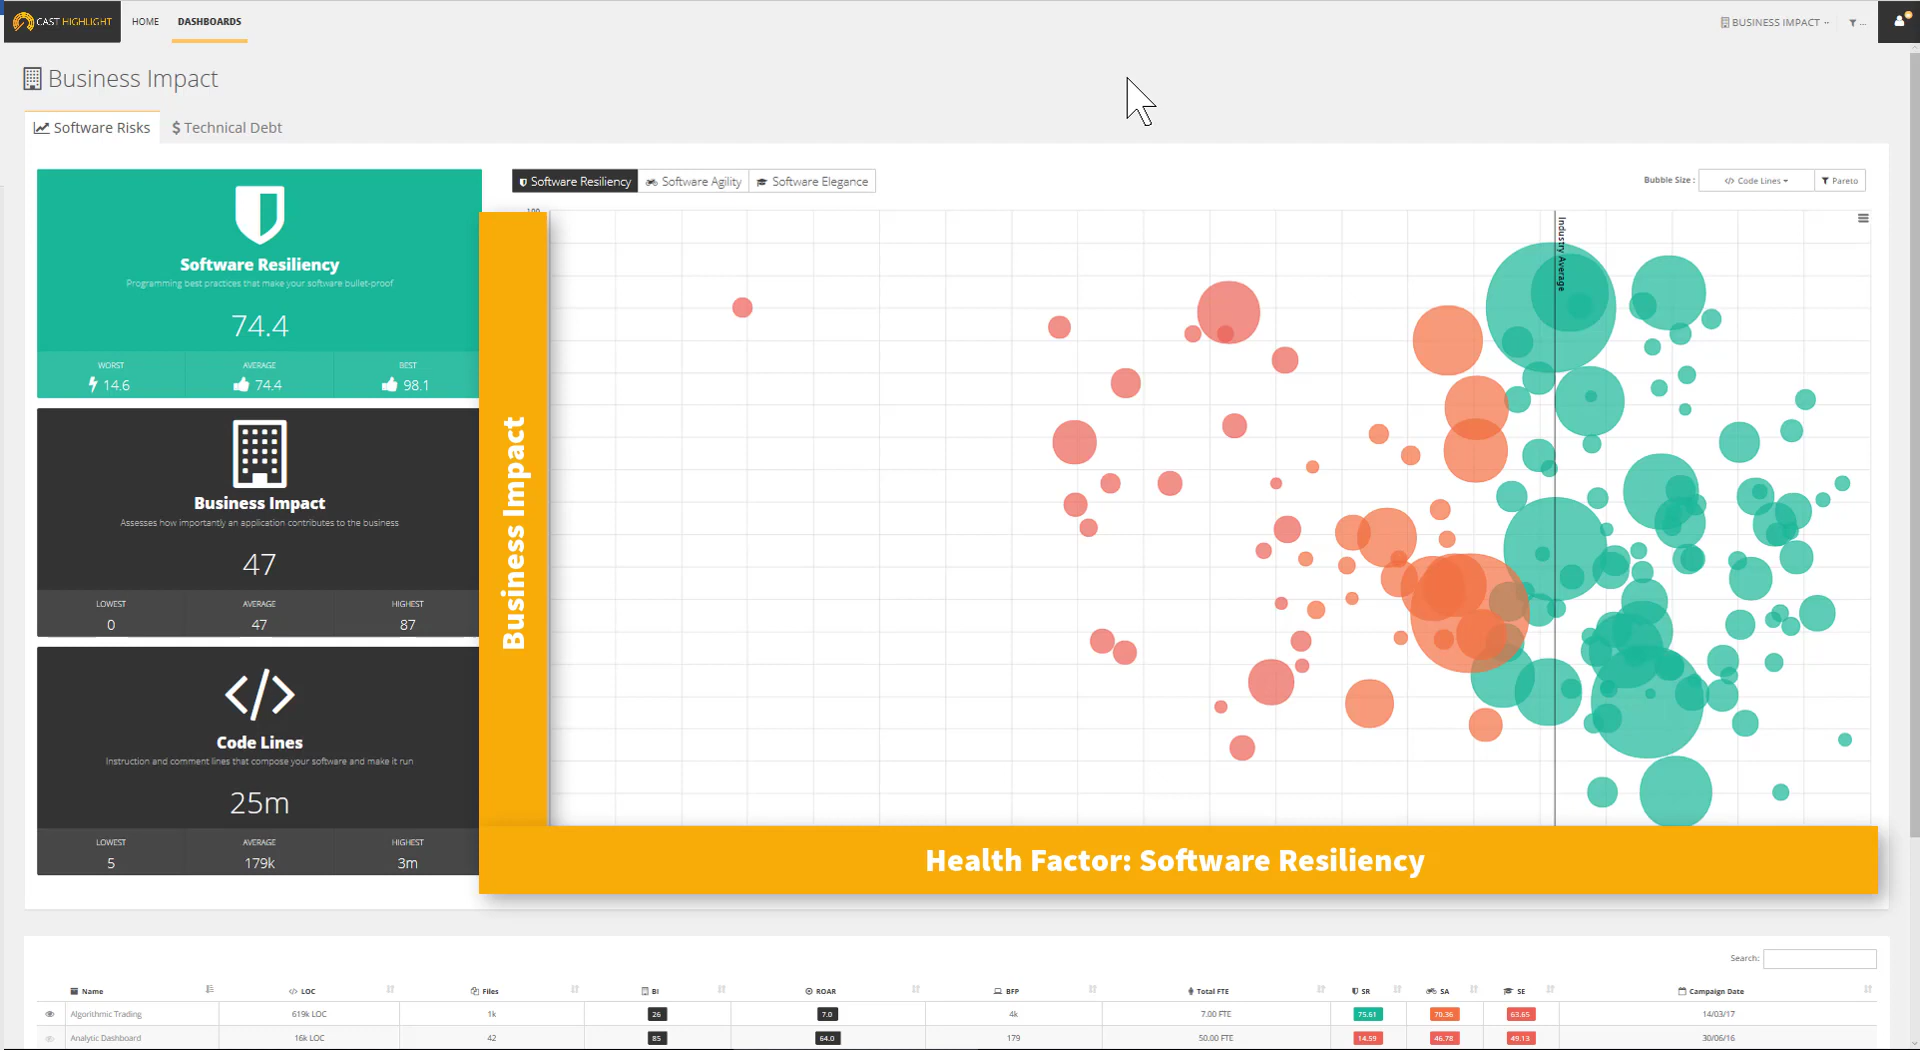 CAST HIGHLIGHT
HOME
DASHBOARDS
BUSINESS IMPACT
...
Business Impact
Software Risks
$ Technical Debt
Software Resiliency
Programming best practices that make your software bullet-proof
74.4
WORST
14.6
AVERAGE
74.4
BEST
98.1
Business Impact
Assesses how importantly an application contributes to the business
47
LOWEST
0
AVERAGE
47
HIGHEST
87
</>
Code Lines
Instruction and comment lines that compose your software and make it run
25m
LOWEST
5
AVERAGE
179k
HIGHEST
3m
Software Resiliency
Software Agility
Software Elegance
Bubble Size :
</> Code Lines
Pareto
100
Industry Average
Business Impact
Health Factor: Software Resiliency
Search:
Name
</> LOC
Files
BI
ROAR
BFP
Total FTE
SR
SA
SE
Campaign Date
Algorithmic Trading
619k LOC
1k
26
7.0
4k
7.00 FTE
75.61
70.36
63.65
14/03/17
Analytic Dashboard
16k LOC
42
85
64.0
179
50.00 FTE
14.59
46.78
49.13
30/06/16